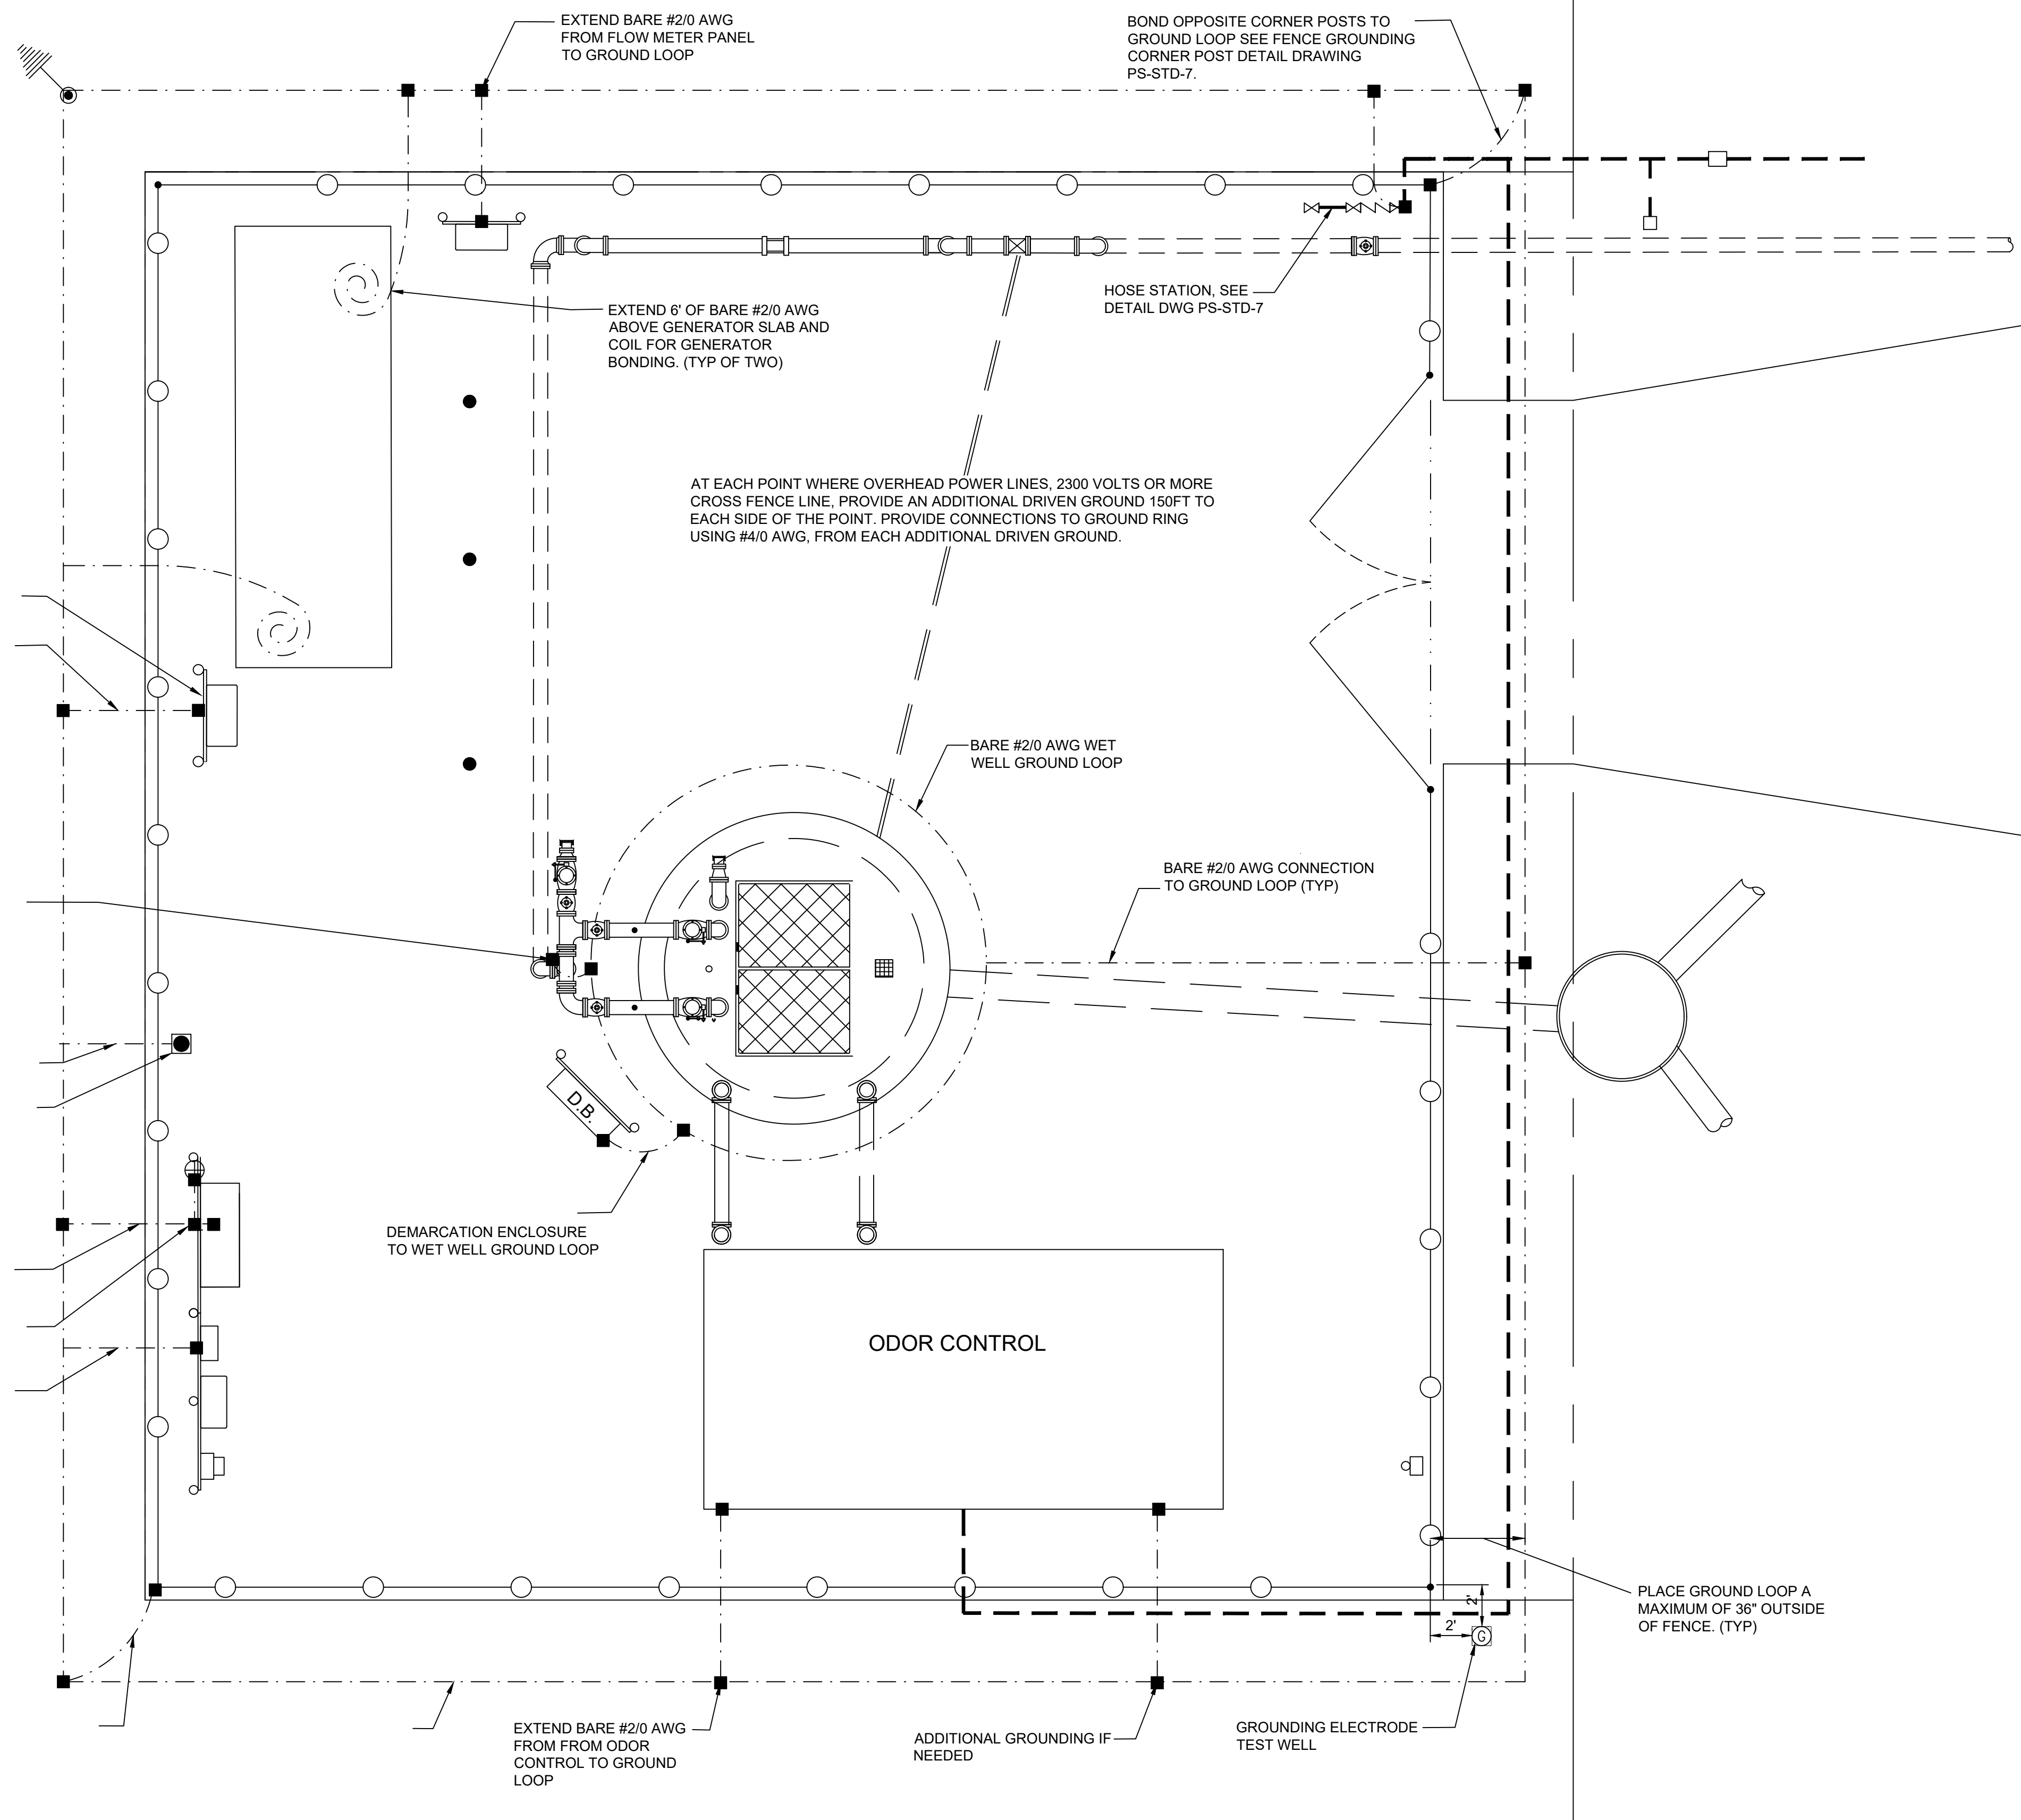 EXTEND BARE #2/0 AWG
FROM FLOW METER PANEL
TO GROUND LOOP
BOND OPPOSITE CORNER POSTS TO
GROUND LOOP SEE FENCE GROUNDING
CORNER POST DETAIL DRAWING
PS-STD-7.
HOSE STATION, SEE
DETAIL DWG PS-STD-7
EXTEND 6' OF BARE #2/0 AWG
ABOVE GENERATOR SLAB AND
COIL FOR GENERATOR
BONDING. (TYP OF TWO)
AT EACH POINT WHERE OVERHEAD POWER LINES, 2300 VOLTS OR MORE
CROSS FENCE LINE, PROVIDE AN ADDITIONAL DRIVEN GROUND 150FT TO
EACH SIDE OF THE POINT. PROVIDE CONNECTIONS TO GROUND RING
USING #4/0 AWG, FROM EACH ADDITIONAL DRIVEN GROUND.
BARE #2/0 AWG WET
WELL GROUND LOOP
BARE #2/0 AWG CONNECTION
TO GROUND LOOP (TYP)
D.B.
DEMARCATION ENCLOSURE
TO WET WELL GROUND LOOP
ODOR CONTROL
PLACE GROUND LOOP A
MAXIMUM OF 36" OUTSIDE
OF FENCE. (TYP)
2'
2'
G
EXTEND BARE #2/0 AWG
FROM FROM ODOR
CONTROL TO GROUND
LOOP
ADDITIONAL GROUNDING IF
NEEDED
GROUNDING ELECTRODE
TEST WELL